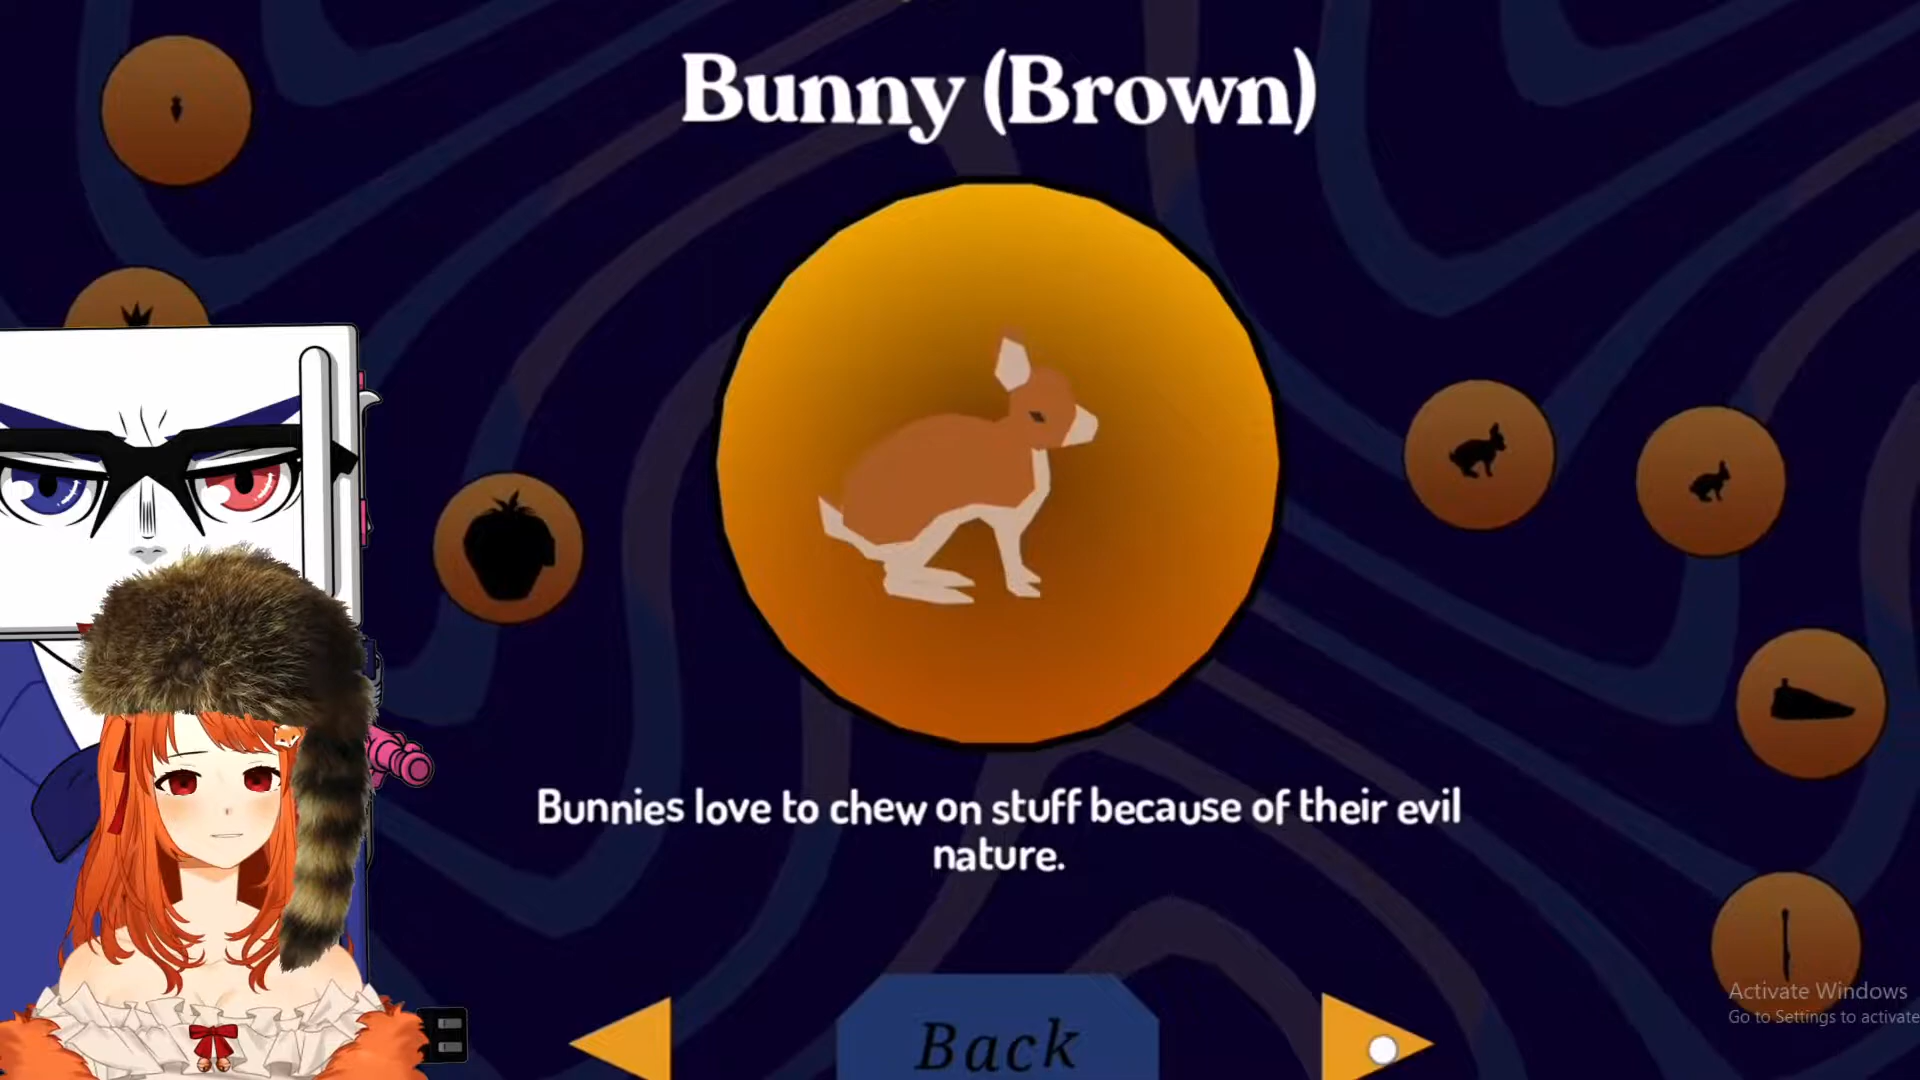 Bunny (Brown)
Bunnies love to chew on stuff because of their evil
nature.
Back
Activate Windows
Go to Settings to activate